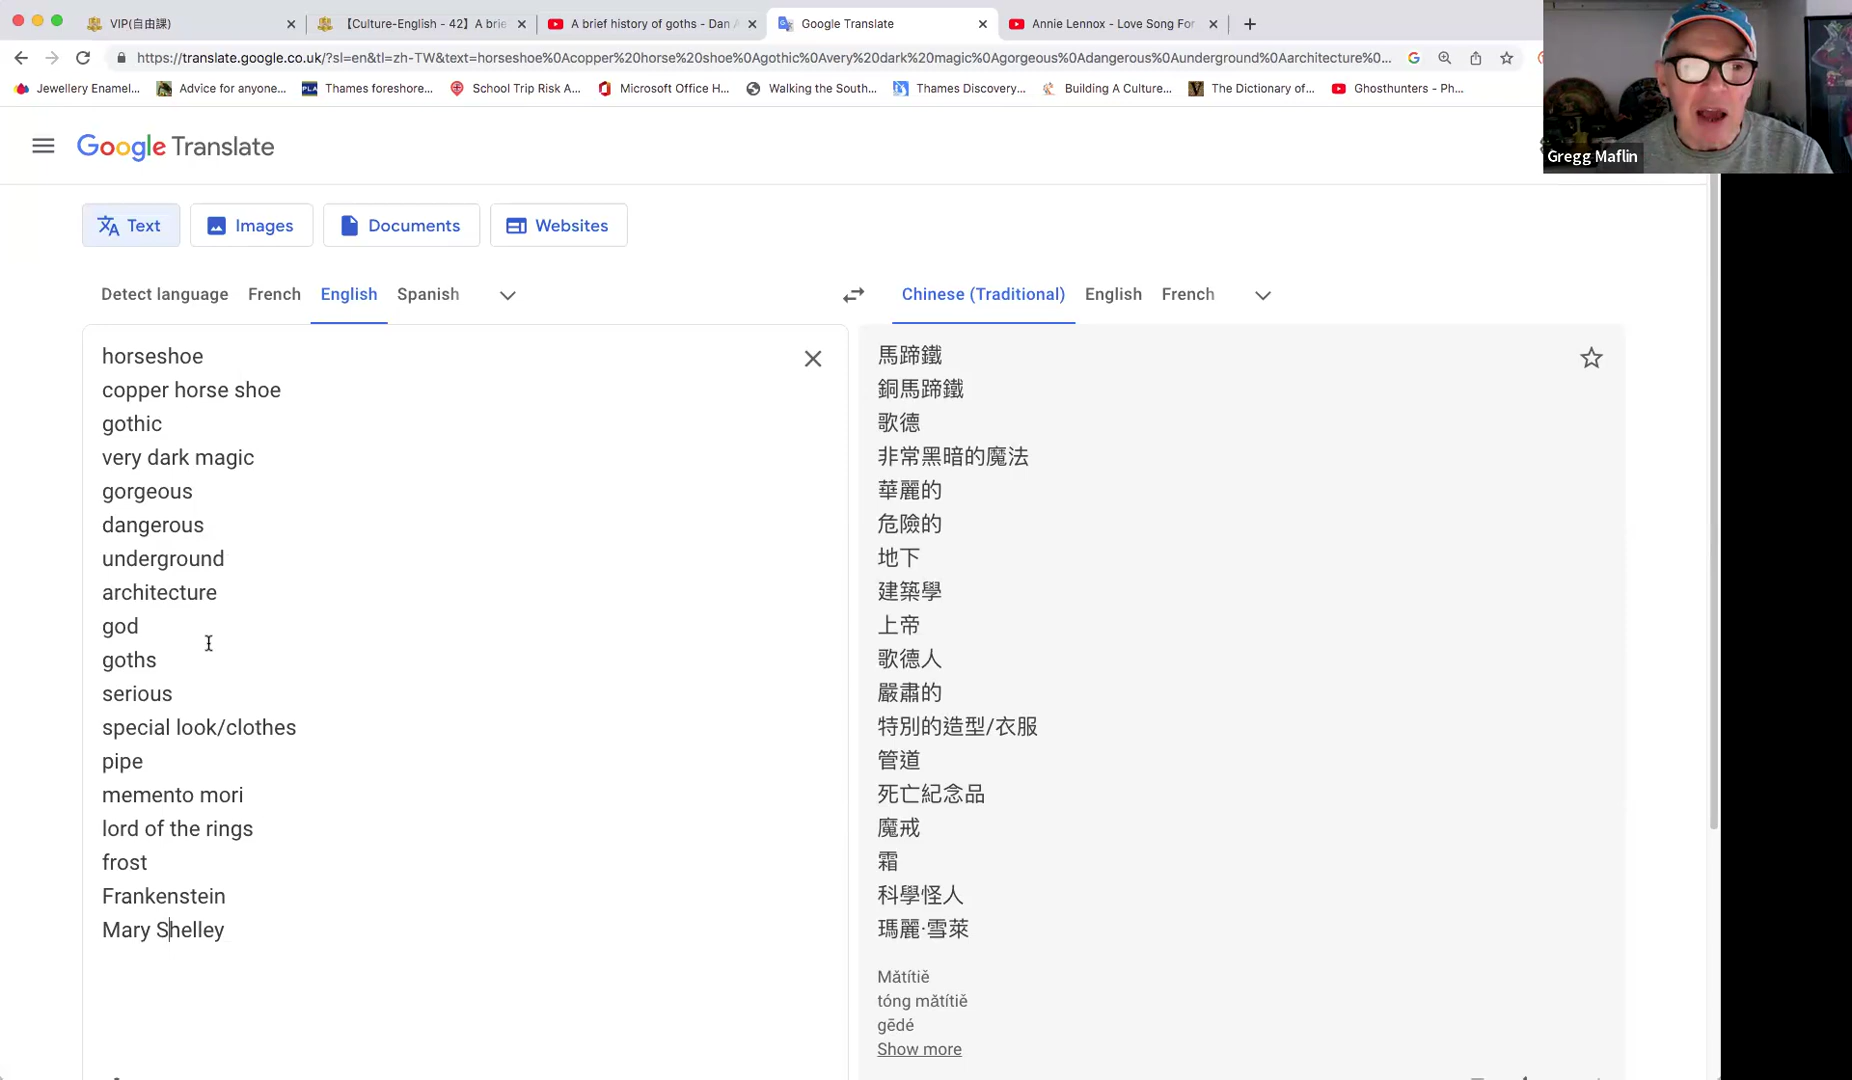 VIP(自由課)
【Culture-English - 42】A brie
A brief history of goths - Dan A
Google Translate
Annie Lennox - Love Song For
https://translate.google.co.uk/?sl=en&tl=zh-TW&text=horseshoe%0Acopper%20horse%20shoe%0Agothic%0Avery%20dark%20magic%0Agorgeous%0Adangerous%0Aunderground%0Aarchitecture%0...
Jewellery Enamel...
Advice for anyone...
Thames foreshore...
School Trip Risk A...
Microsoft Office H...
Walking the South...
Thames Discovery...
Building A Culture...
The Dictionary of...
Ghosthunters - Ph...
Gregg Maflin
Google Translate
Text
Images
Documents
Websites
Detect language
French
English
Spanish
Chinese (Traditional)
English
French
horseshoe
copper horse shoe
gothic
very dark magic
gorgeous
dangerous
underground
architecture
god
goths
serious
special look/clothes
pipe
memento mori
lord of the rings
frost
Frankenstein
Mary Shelley
馬蹄鐵
銅馬蹄鐵
歌德
非常黑暗的魔法
華麗的
危險的
地下
建築學
上帝
歌德人
嚴肅的
特別的造型/衣服
管道
死亡紀念品
魔戒
霜
科學怪人
瑪麗·雪萊
Mǎtítiě
tóng mǎtítiě
gēdé
Show more